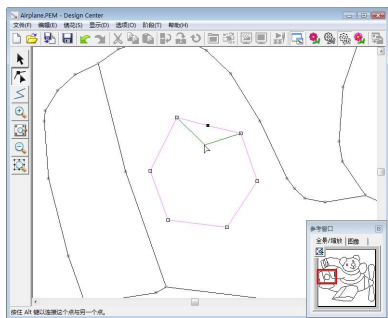 Airplane.PEM - Design Center
文件(F) 编辑(E) 绣花(S) 显示(D) 选项(O) 阶段(T) 帮助(H)
参考窗口
全景/缩放 图像
按住 Alt 键以连接这个点与另一个点。